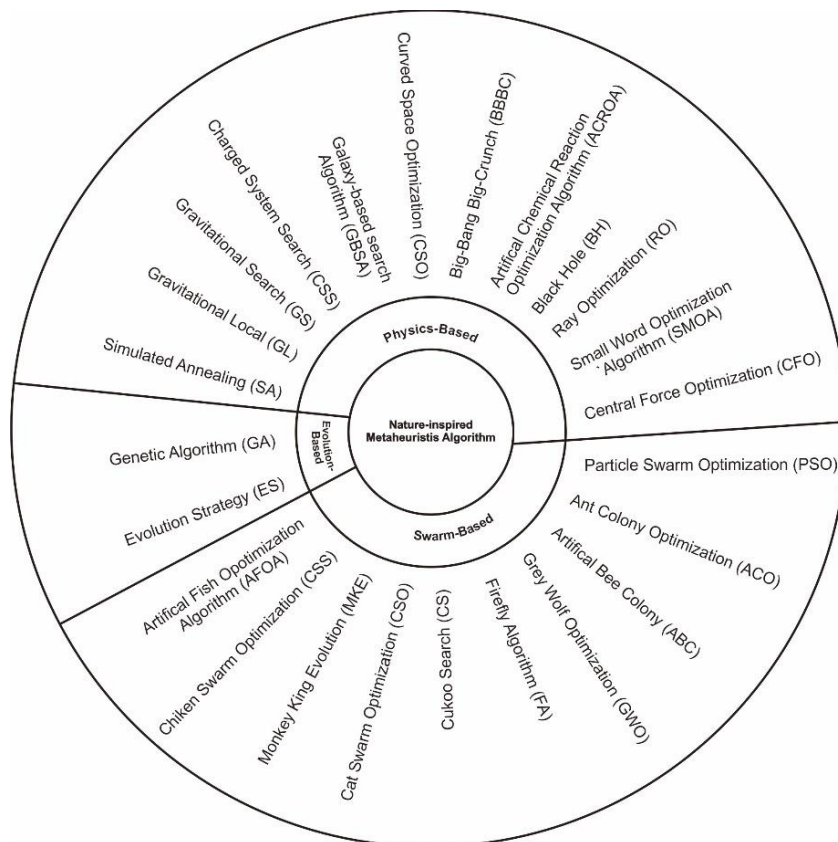 Nature-inspired
Metaheuristis Algorithm
Physics-Based
Simulated Annealing (SA)
Gravitational Local (GL)
Gravitational Search (GS)
Charged System Search (CSS)
Galaxy-based search
Algorithm (GBSA)
Curved Space Optimization (CSO)
Big-Bang Big-Crunch (BBBC)
Artifical Chemical Reaction
Optimization Algorithm (ACROA)
Black Hole (BH)
Ray Optimization (RO)
Small Word Optimization
Algorithm (SMOA)
Central Force Optimization (CFO)
Swarm-Based
Particle Swarm Optimization (PSO)
Ant Colony Optimization (ACO)
Artifical Bee Colony (ABC)
Grey Wolf Optimization (GWO)
Firefly Algorithm (FA)
Cukoo Search (CS)
Cat Swarm Optimization (CSO)
Monkey King Evolution (MKE)
Chiken Swarm Optimization (CSS)
Artifical Fish Opotimization
Algorithm (AFOA)
Evolution-
Based
Evolution Strategy (ES)
Genetic Algorithm (GA)